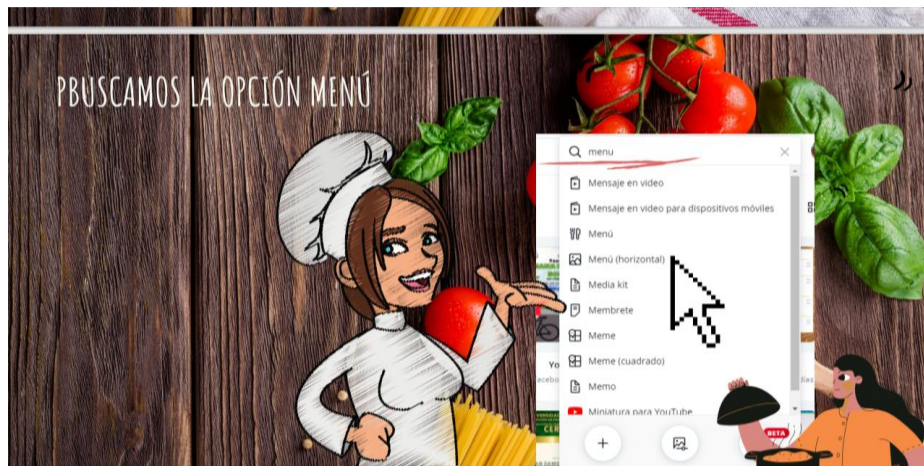 PBUSCAMOS LA OPCIÓN MENÚ
menu
Mensaje en video
Mensaje en video para dispositivos móviles
Menú
Menú (horizontal)
Media kit
Membrete
Meme
Meme (cuadrado)
Memo
Miniatura para YouTube
BETA